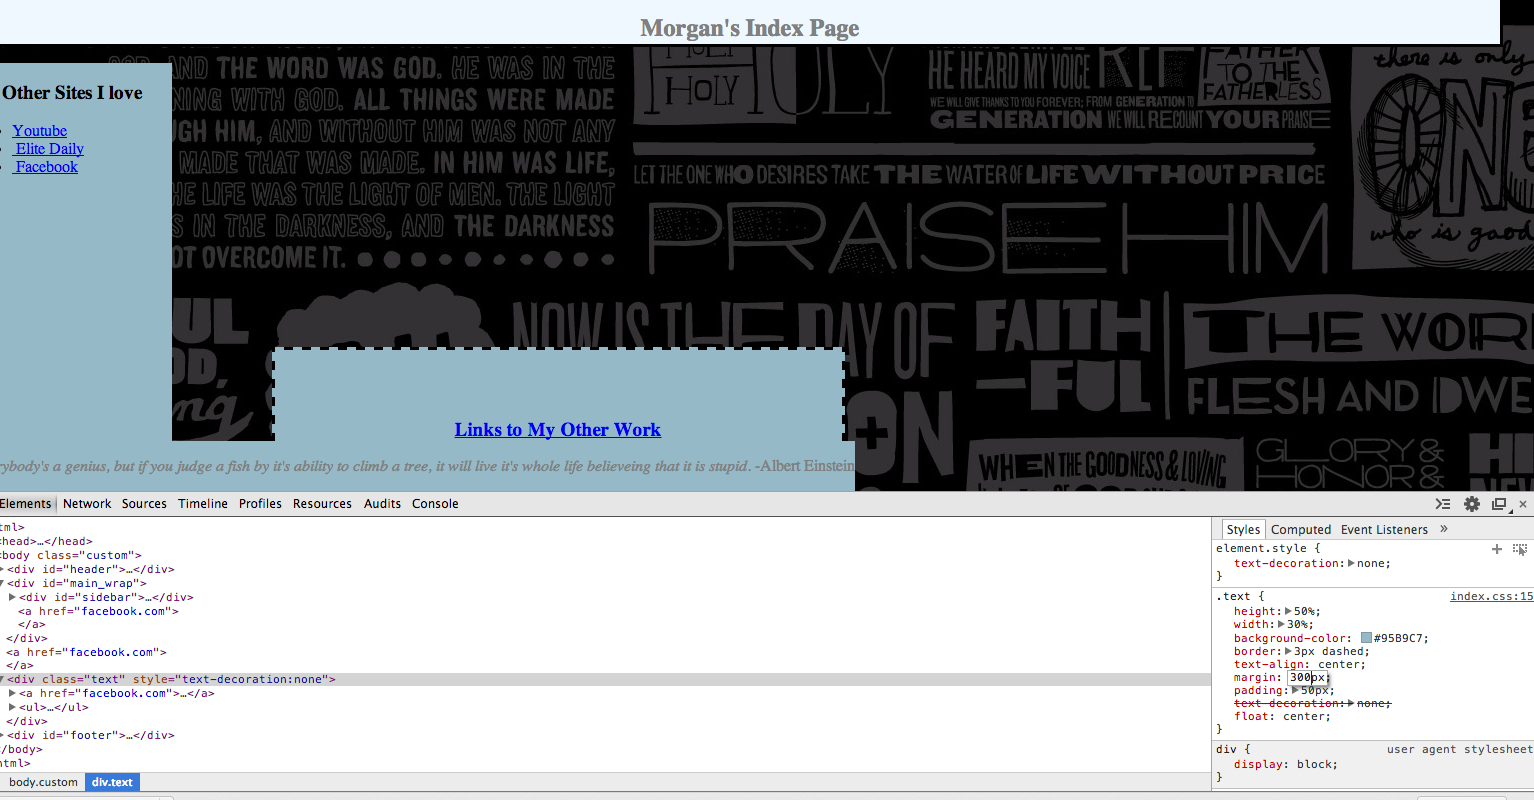 Morgan's Index Page
Other Sites I love
Youtube
Elite Daily
Facebook
AND THE WORD WAS GOD. HE WAS IN THE
NING WITH GOD. ALL THINGS WERE MADE
UGH HIM, AND WITHOUT HIM WAS NOT ANY
MADE THAT WAS MADE. IN HIM WAS LIFE,
HE LIFE WAS THE LIGHT OF MEN. THE LIGHT
S IN THE DARKNESS, AND THE DARKNESS
OT OVERCOME IT.
HOLY
HOLY
HE HEARD MY VOICE
FATHER
TO THE
FATHERLESS
WE WILL GIVE THANKS TO YOU FOREVER; FROM GENERATION TO
GENERATION WE WILL RECOUNT YOUR PRAISE
LET THE ONE WHO DESIRES TAKE THE WATER OF LIFE WITHOUT PRICE
PRAISE HIM
there is only
ONE
who is good
NOW IS THE DAY OF
FAITH
—FUL
THE WOR
FLESH AND DWE
ON
WHEN THE GOODNESS & LOVING
GLORY &
HONOR &
Links to My Other Work
rybody's a genius, but if you judge a fish by it's ability to climb a tree, it will live it's whole life believeing that it is stupid. -Albert Einstein
Elements Network Sources Timeline Profiles Resources Audits Console
tml>
<head>…</head>
<body class="custom">
<div id="header">…</div>
<div id="main_wrap">
<div id="sidebar">…</div>
<a href="facebook.com">
</a>
</div>
<a href="facebook.com">
</a>
<div class="text" style="text-decoration:none">
<a href="facebook.com">…</a>
<ul>…</ul>
</div>
<div id="footer">…</div>
</body>
html>
body.custom div.text
Styles Computed Event Listeners »
element.style {
text-decoration: none;
}
.text { index.css:15
height: 50%;
width: 30%;
background-color: #95B9C7;
border: 3px dashed;
text-align: center;
margin: 300px;
padding: 50px;
text-decoration: none;
float: center;
}
div { user agent stylesheet
display: block;
}